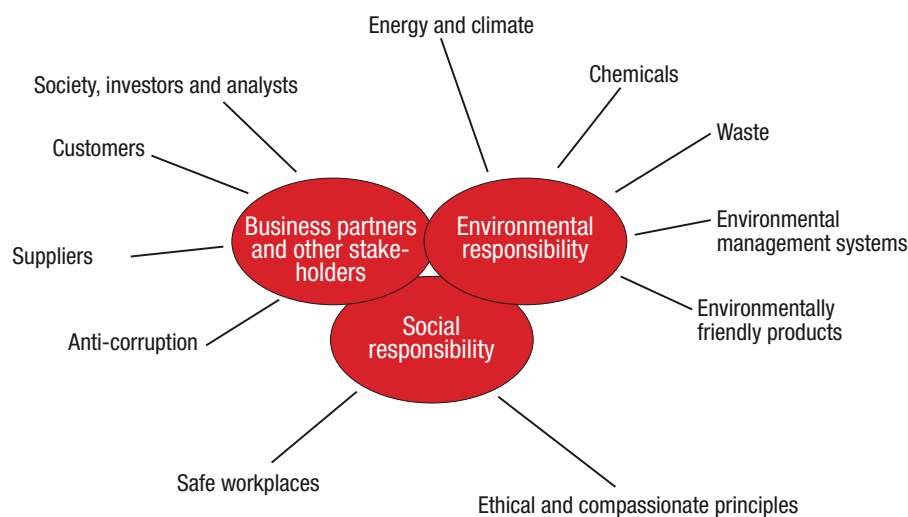 Energy and climate
Chemicals
Society, investors and analysts
Waste
Customers
Business partners
and other stake-
holders
Environmental
responsibility
Environmental
management systems
Suppliers
Environmentally
friendly products
Anti-corruption
Social
responsibility
Safe workplaces
Ethical and compassionate principles